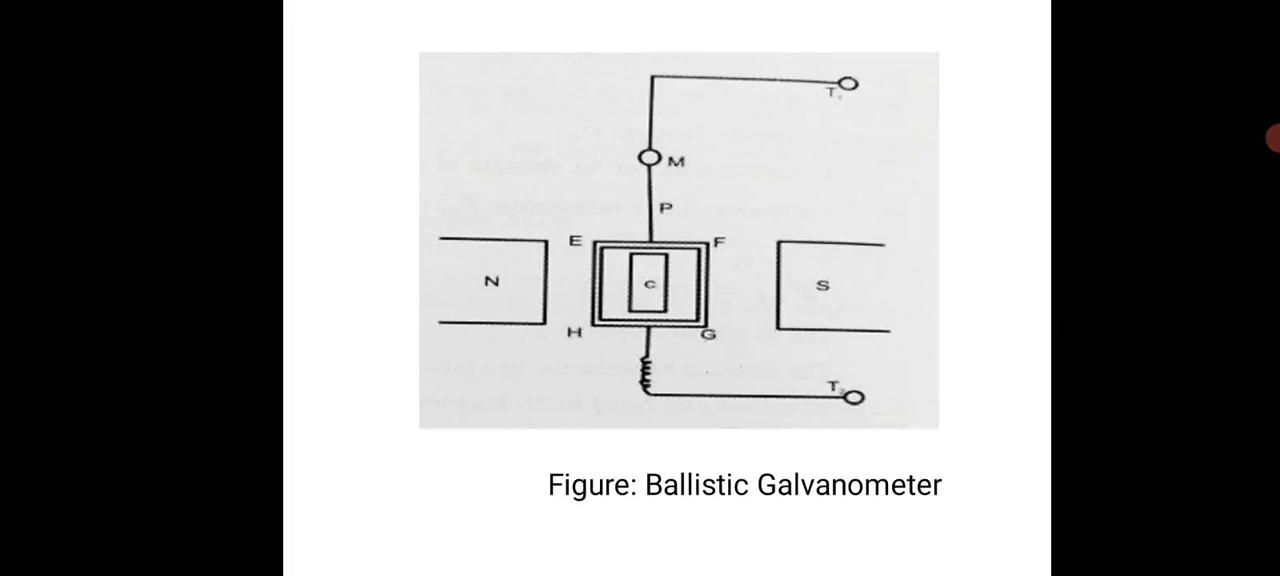 T₁
M
P
E F
N C S
H G
T₂
Figure: Ballistic Galvanometer